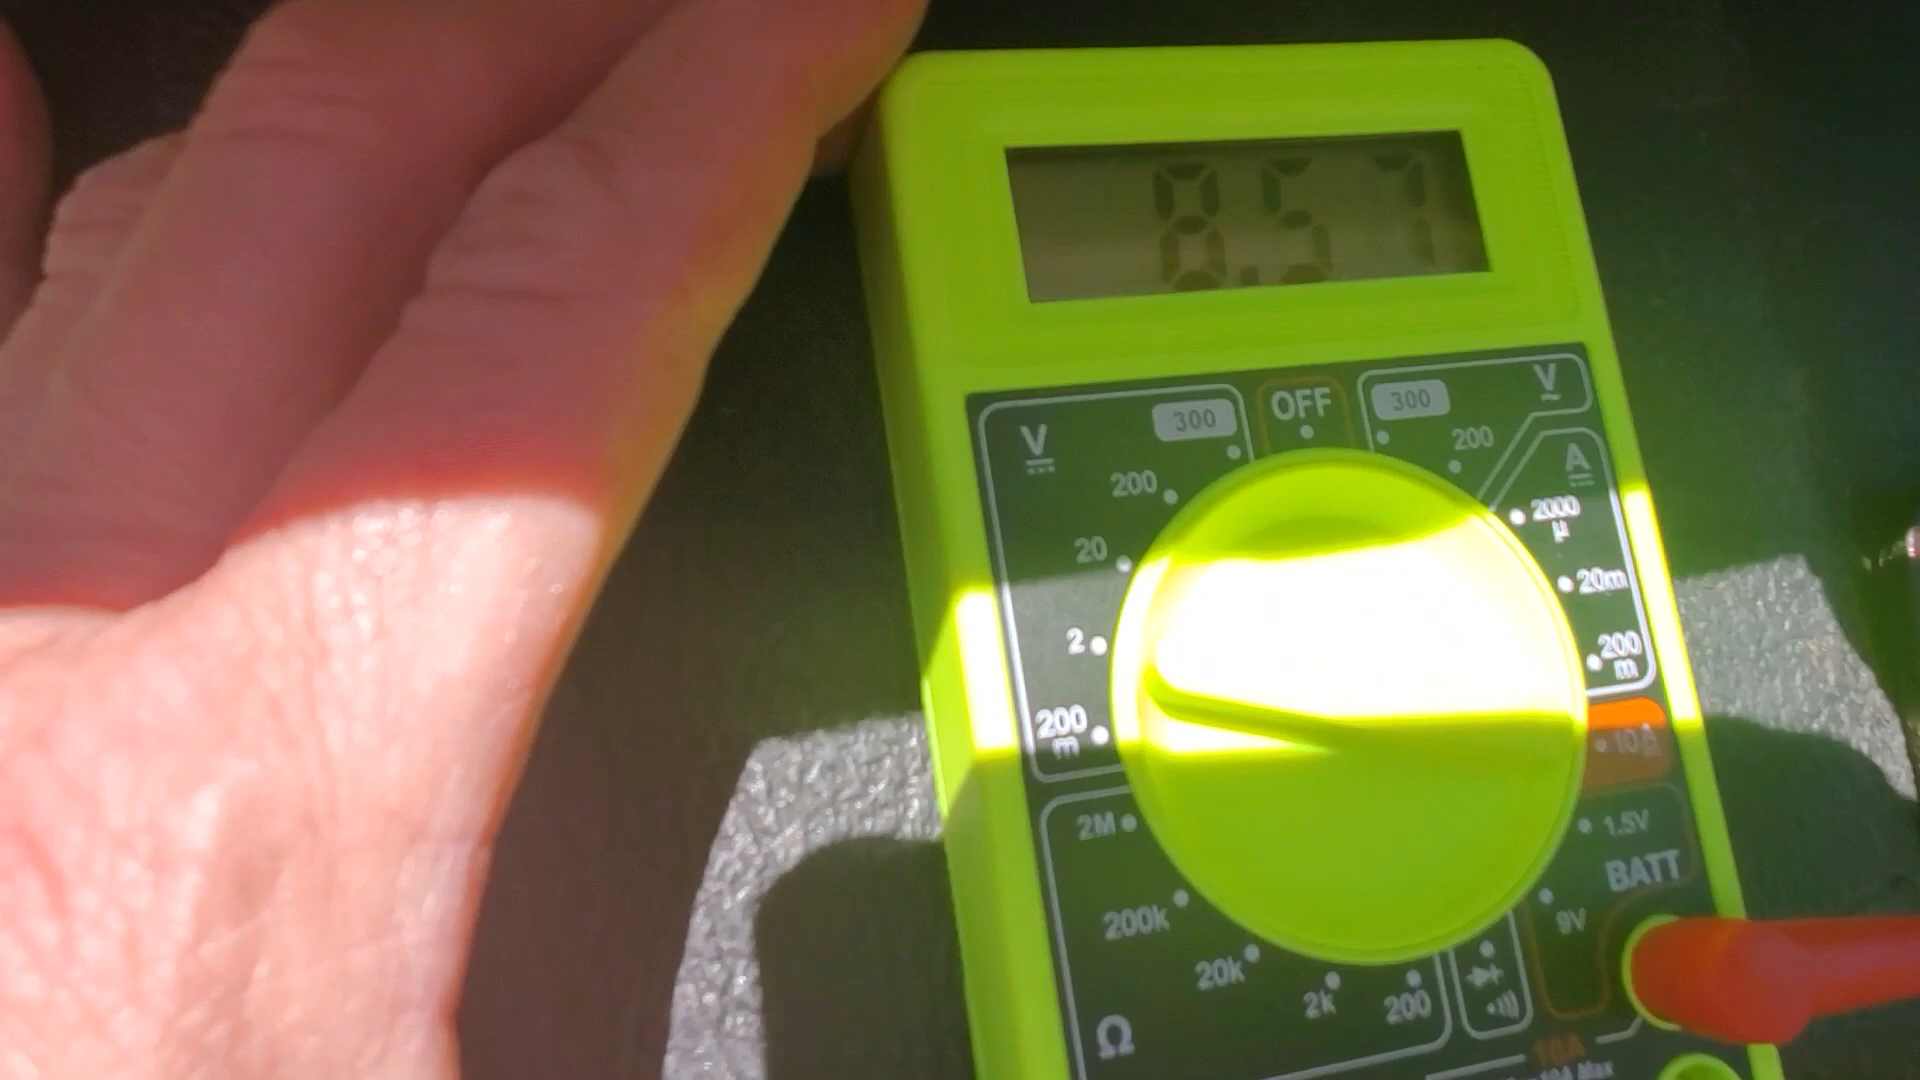 8.57
300 OFF 300 V
V 200 200 A
20 2000
µ
20m
2 200
m
200
m 10A
2M 1.5V
BATT
200k 9V
20k 2k 200
Ω
10A
10A Max